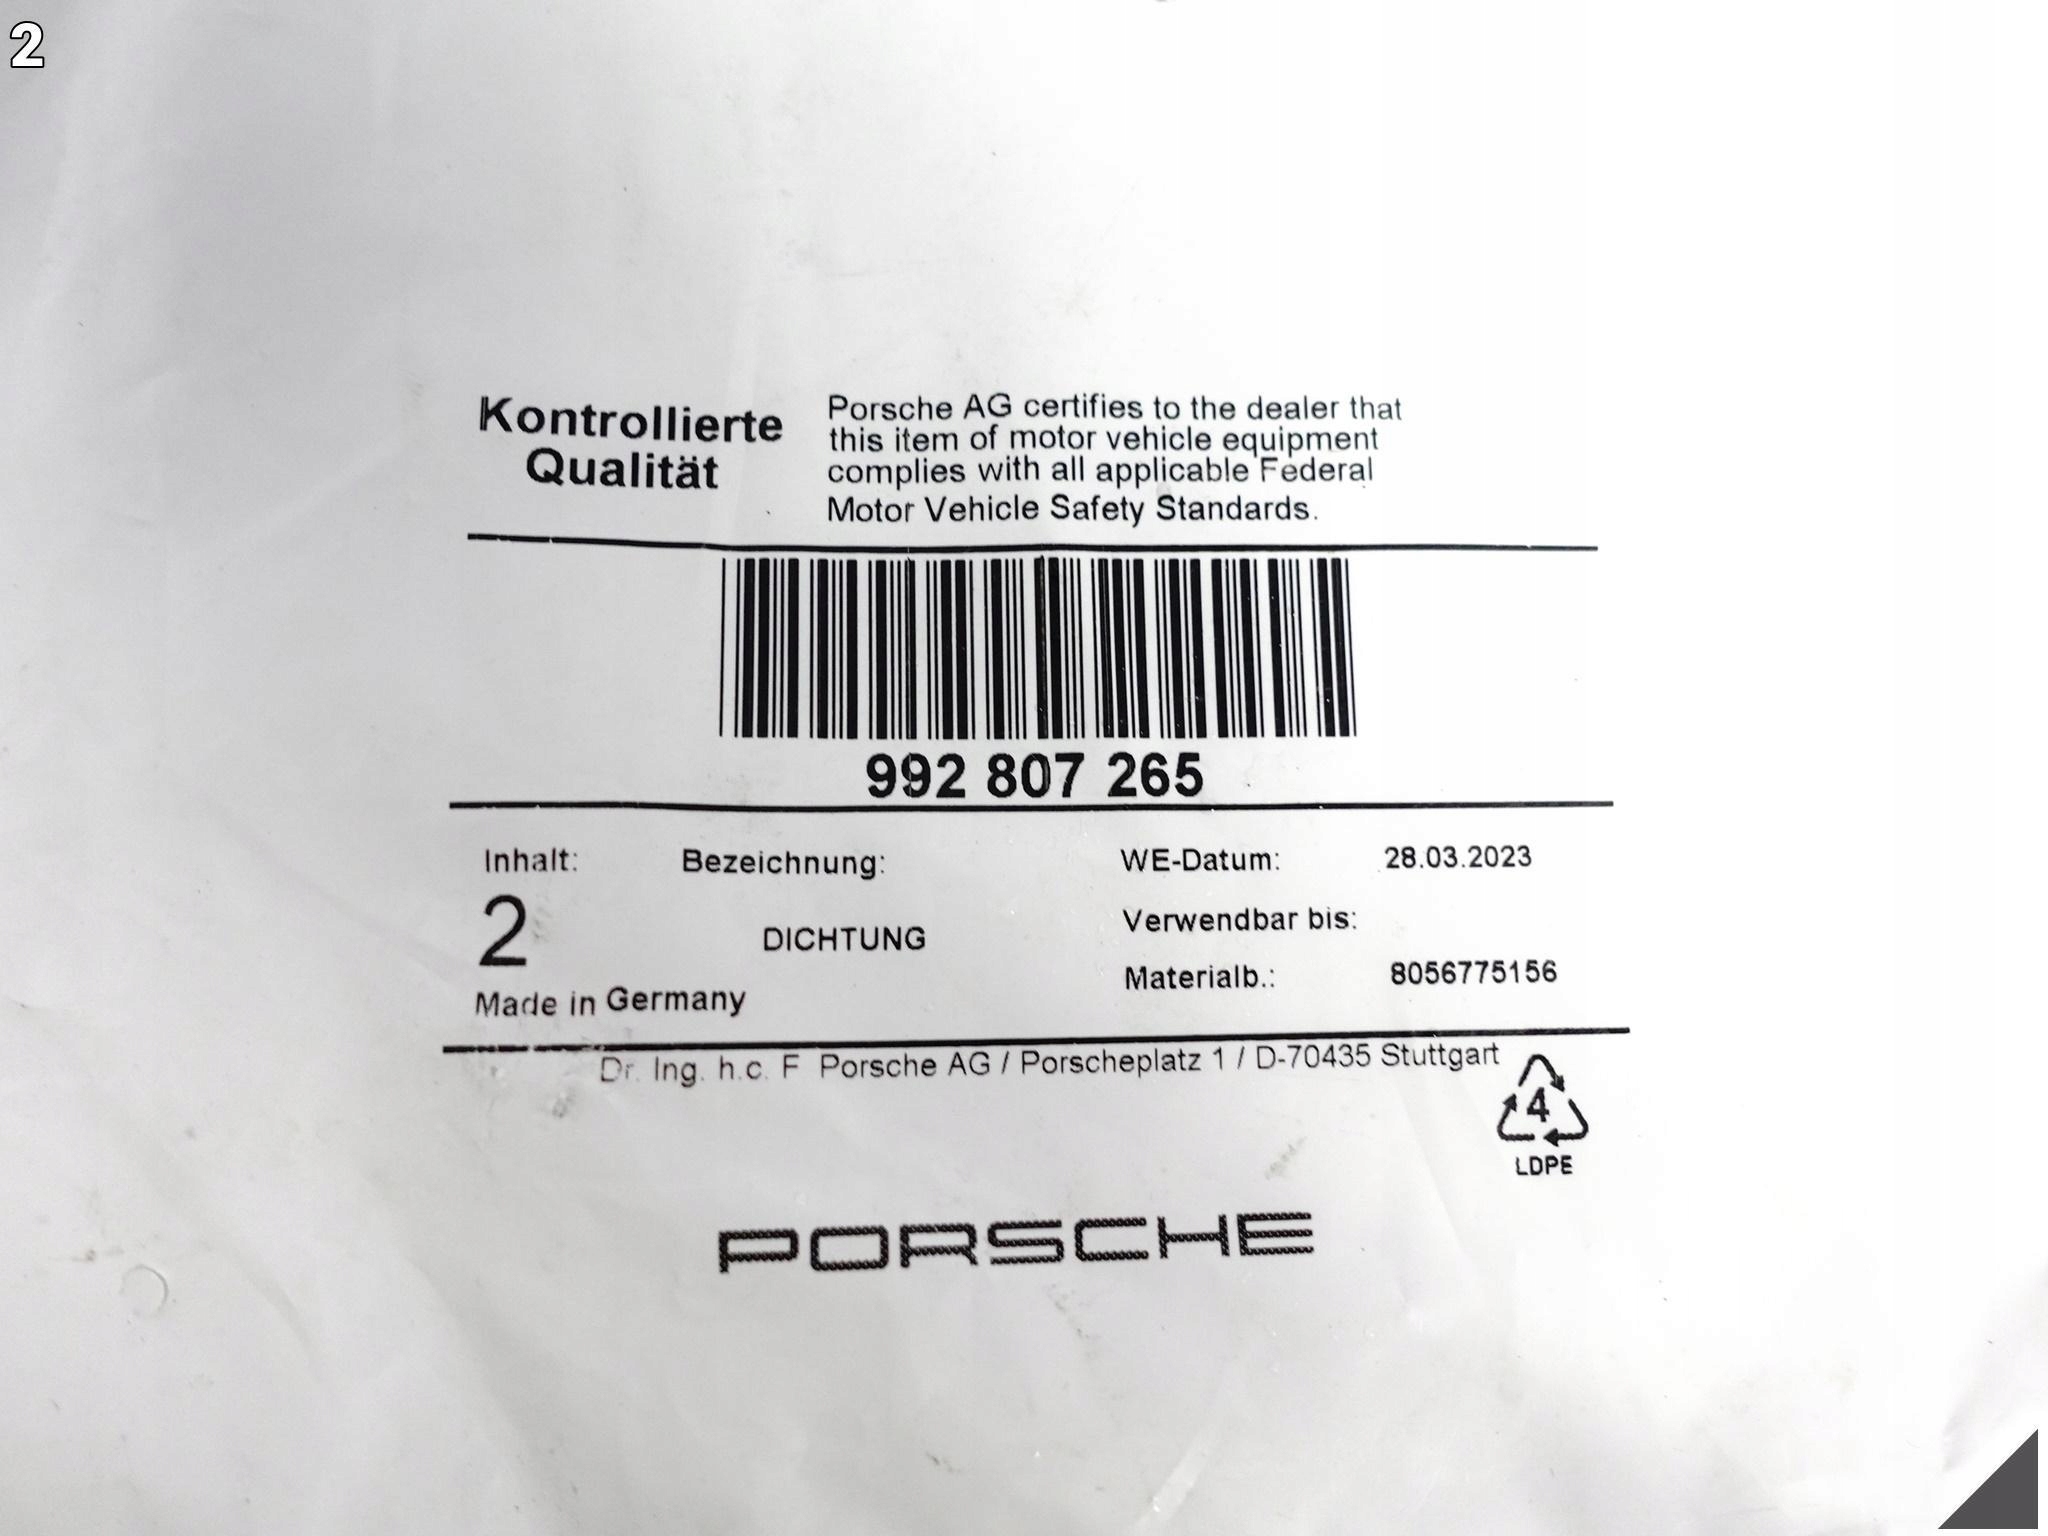 2
Kontrollierte
Qualität
Porsche AG certifies to the dealer that
this item of motor vehicle equipment
complies with all applicable Federal
Motor Vehicle Safety Standards.
992 807 265
Inhalt:
2
Bezeichnung:
DICHTUNG
Made in Germany
WE-Datum: 28.03.2023
Verwendbar bis:
Materialb.: 8056775156
Dr. Ing. h.c. F Porsche AG / Porscheplatz 1 / D-70435 Stuttgart
4
LDPE
PORSCHE